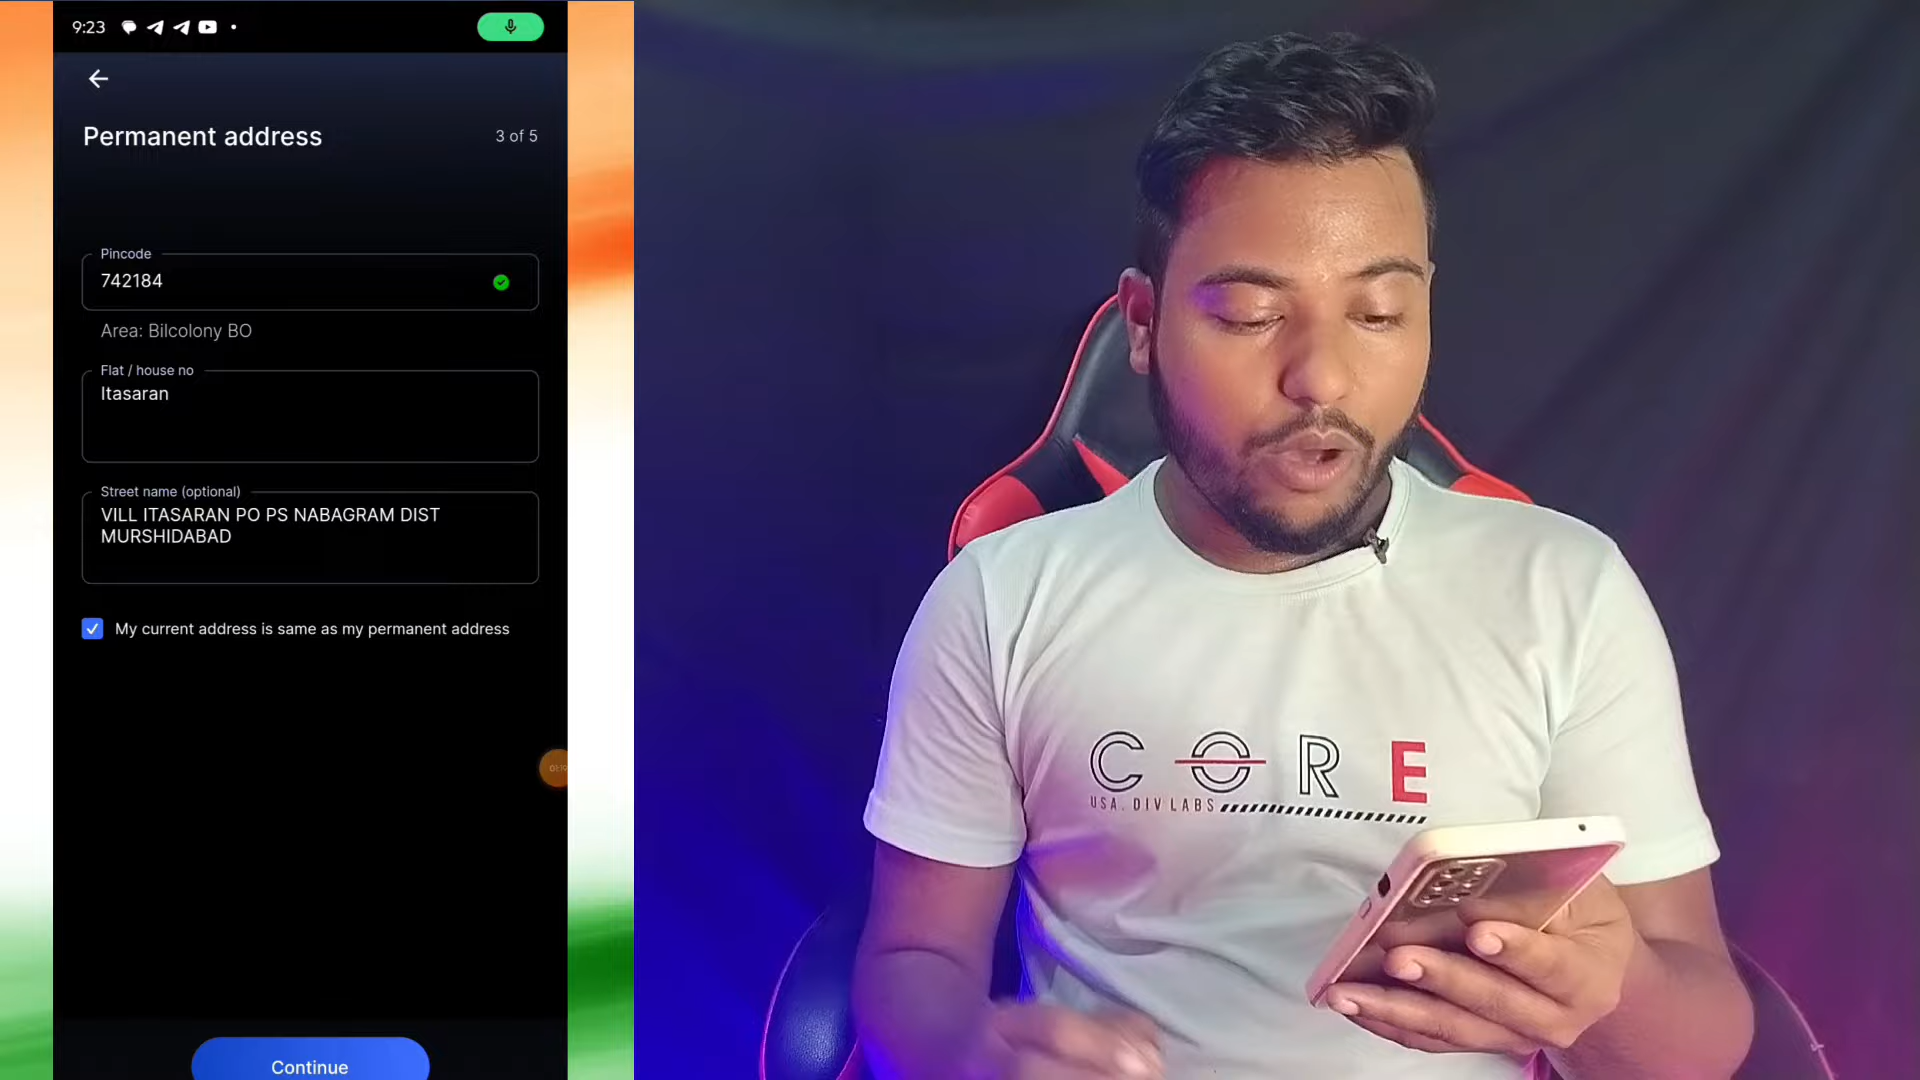 9:23
Permanent address
3 of 5
Pincode
742184
Area: Bilcolony BO
Flat / house no
Itasaran
Street name (optional)
VILL ITASARAN PO PS NABAGRAM DIST
MURSHIDABAD
My current address is same as my permanent address
Continue
CORE
USA. DIV LABS